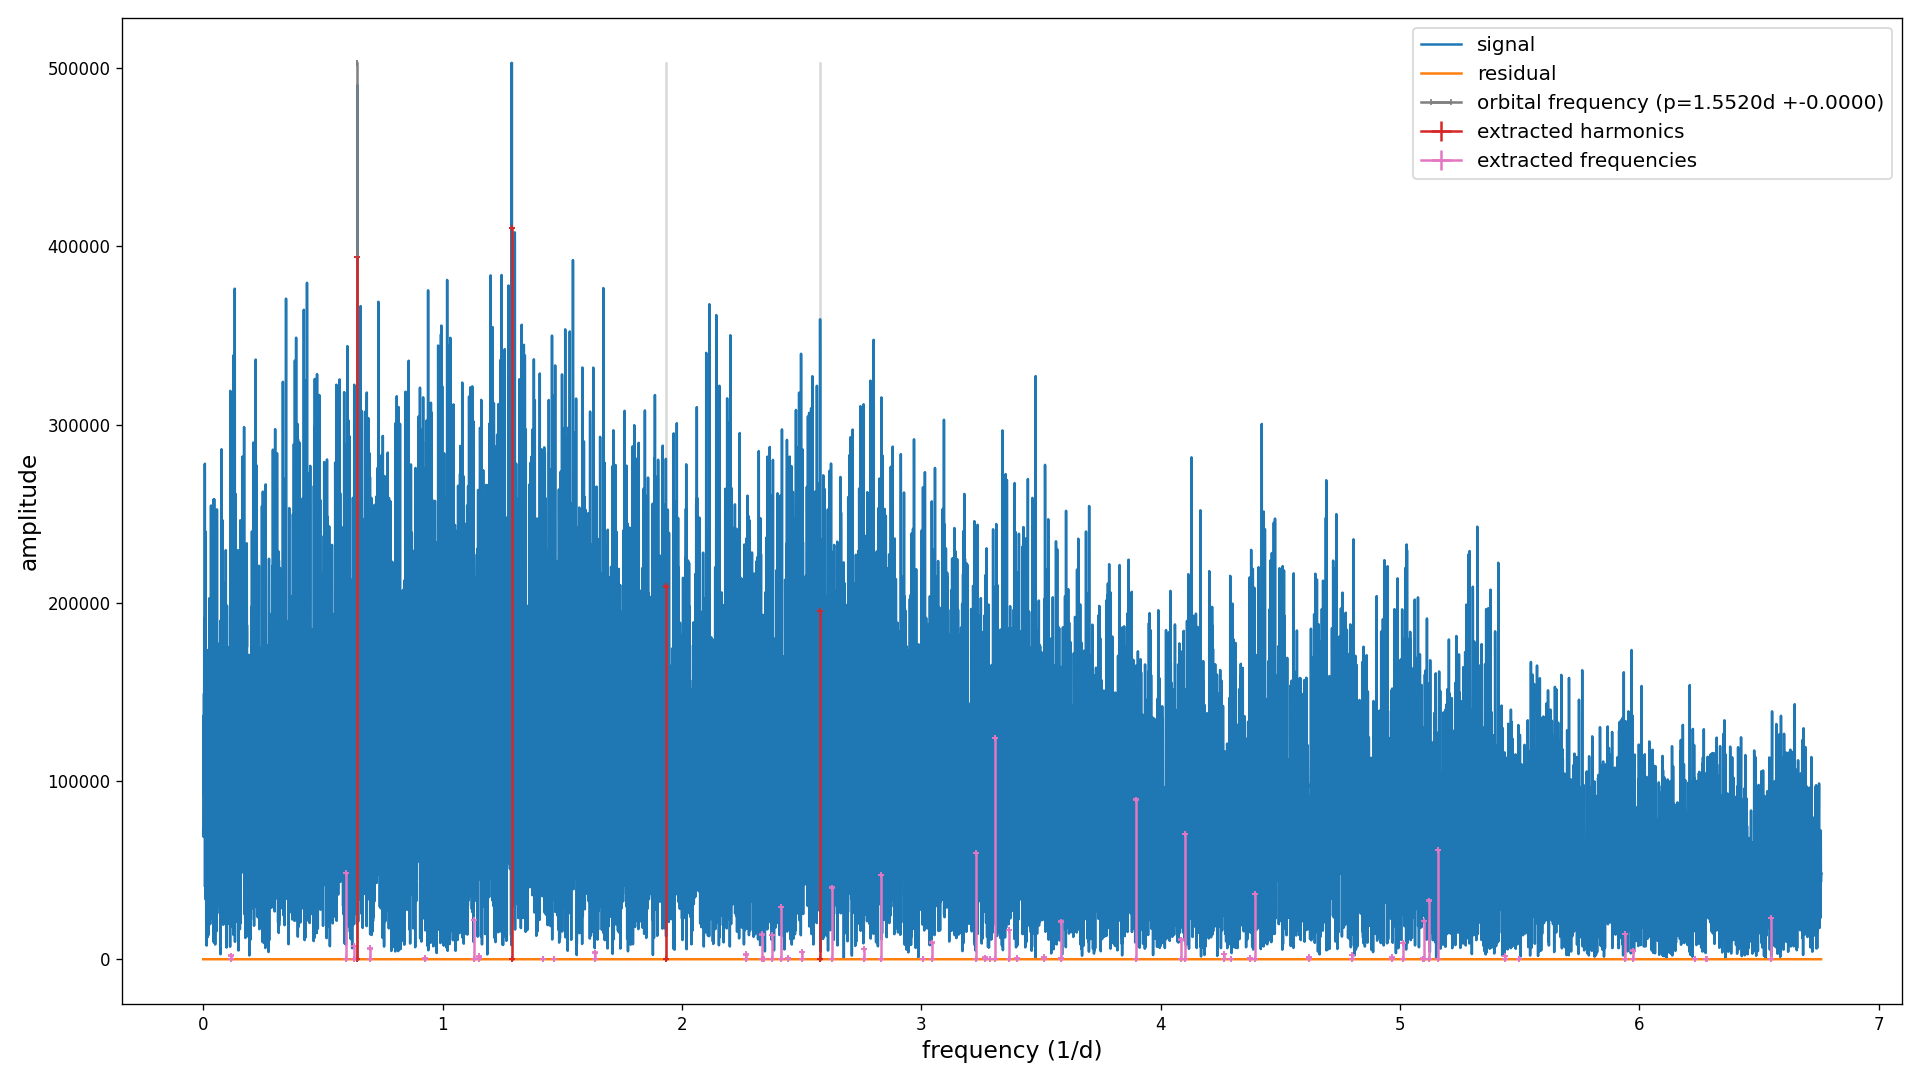 signal
residual
orbital frequency (p=1.5520d +-0.0000)
extracted harmonics
extracted frequencies
500000
400000
300000
200000
100000
0
amplitude
0 1 2 3 4 5 6 7
frequency (1/d)